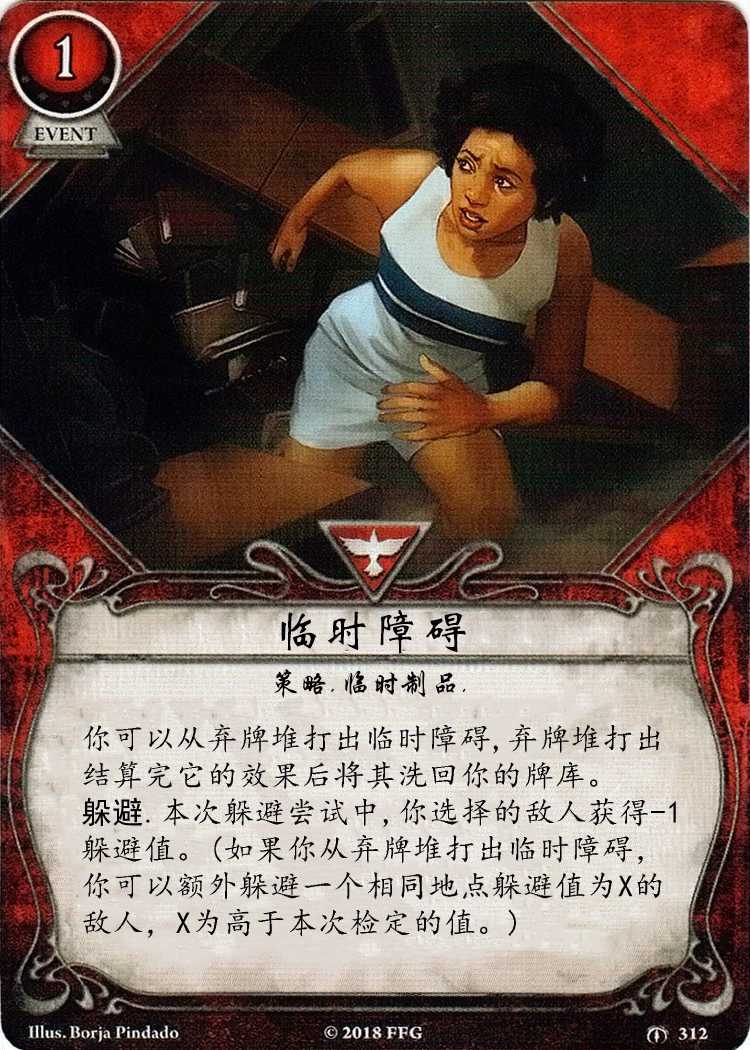 1
EVENT
临时障碍
策略.临时制品.
你可以从弃牌堆打出临时障碍,弃牌堆打出
结算完它的效果后将其洗回你的牌库。
躲避.本次躲避尝试中,你选择的敌人获得-1
躲避值。(如果你从弃牌堆打出临时障碍,
你可以额外躲避一个相同地点躲避值为X的
敌人，X为高于本次检定的值。)
Illus. Borja Pindado
© 2018 FFG
312